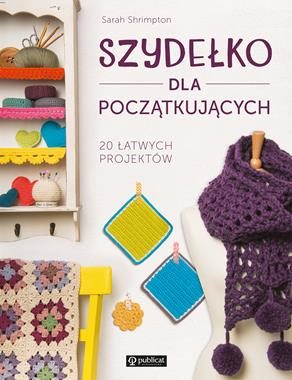 Sarah Shrimpton
SZYDEŁKO
DLA
POCZĄTKUJĄCYCH
20 ŁATWYCH
PROJEKTÓW
publicat